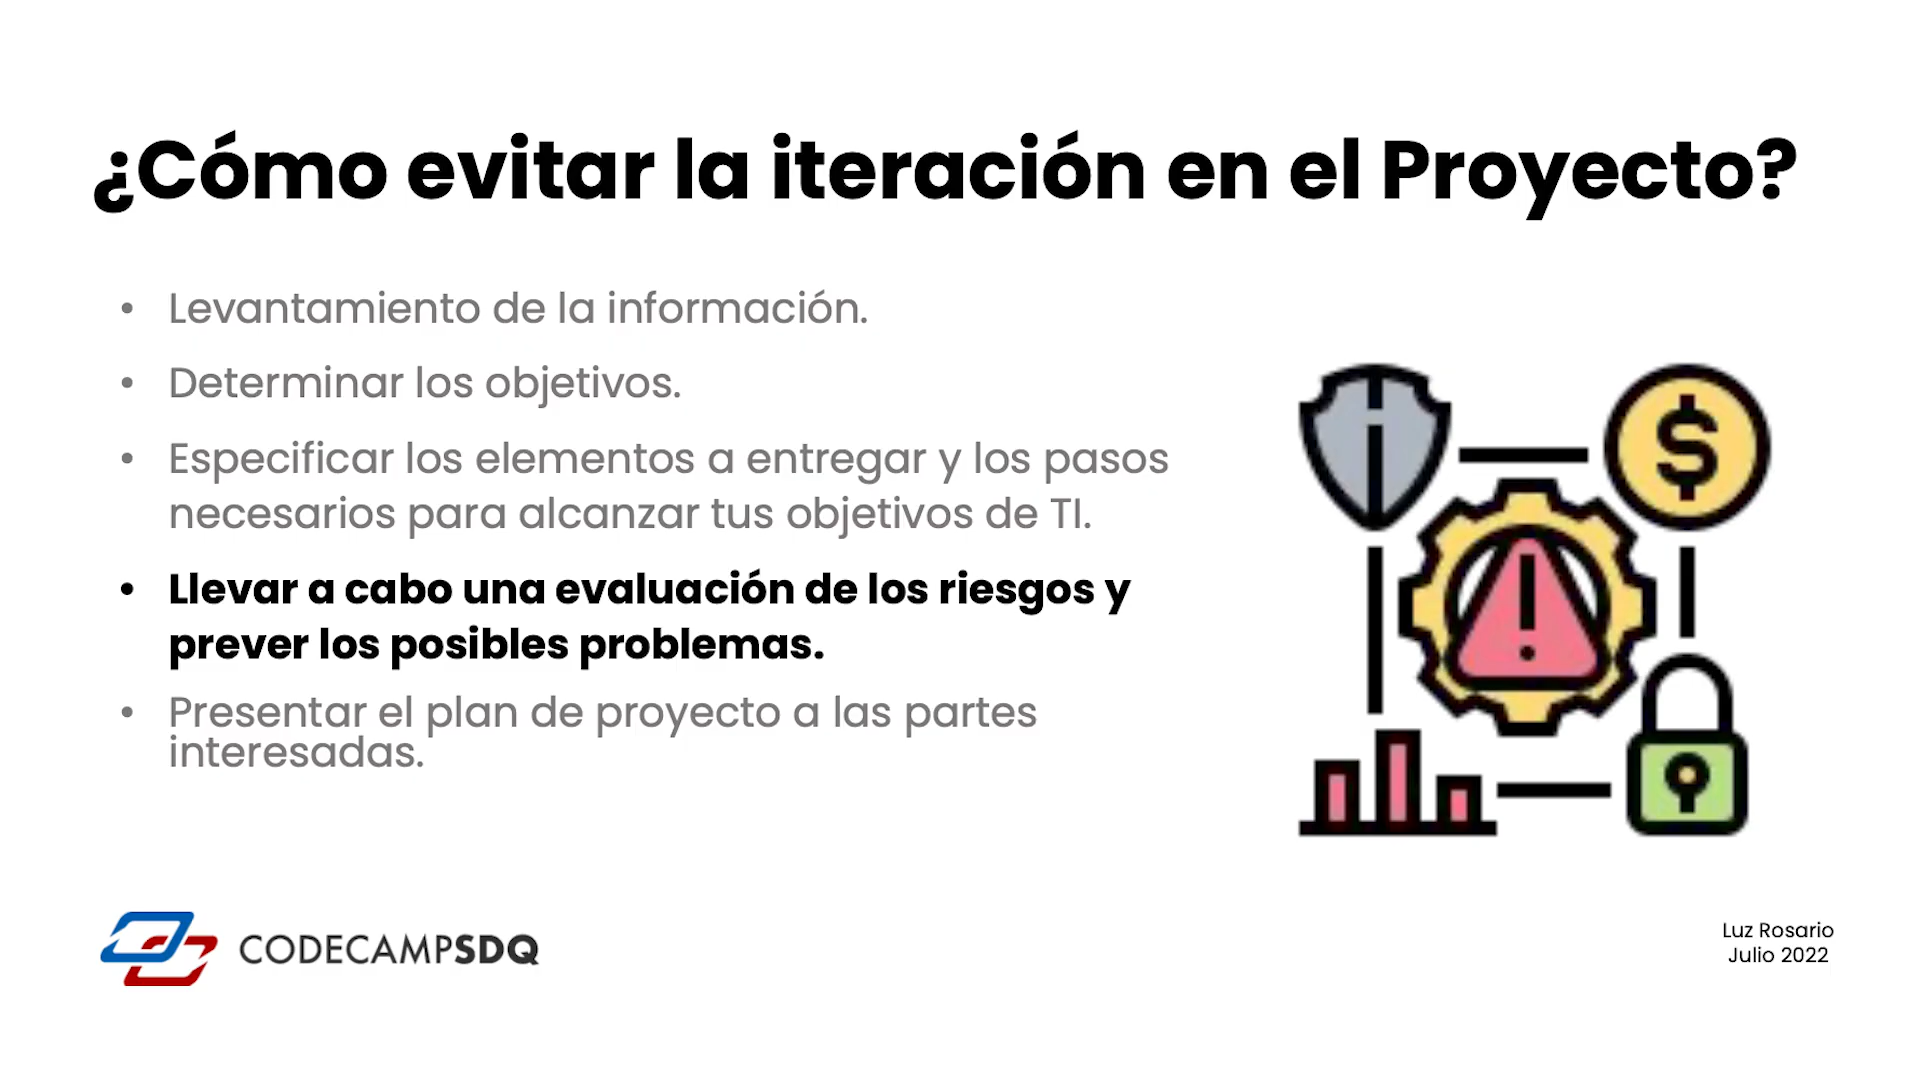 ¿Cómo evitar la iteración en el Proyecto?
• Levantamiento de la información.
• Determinar los objetivos.
• Especificar los elementos a entregar y los pasos
necesarios para alcanzar tus objetivos de TI.
• Llevar a cabo una evaluación de los riesgos y
prever los posibles problemas.
• Presentar el plan de proyecto a las partes
interesadas.
CODECAMPSDQ
Luz Rosario
Julio 2022